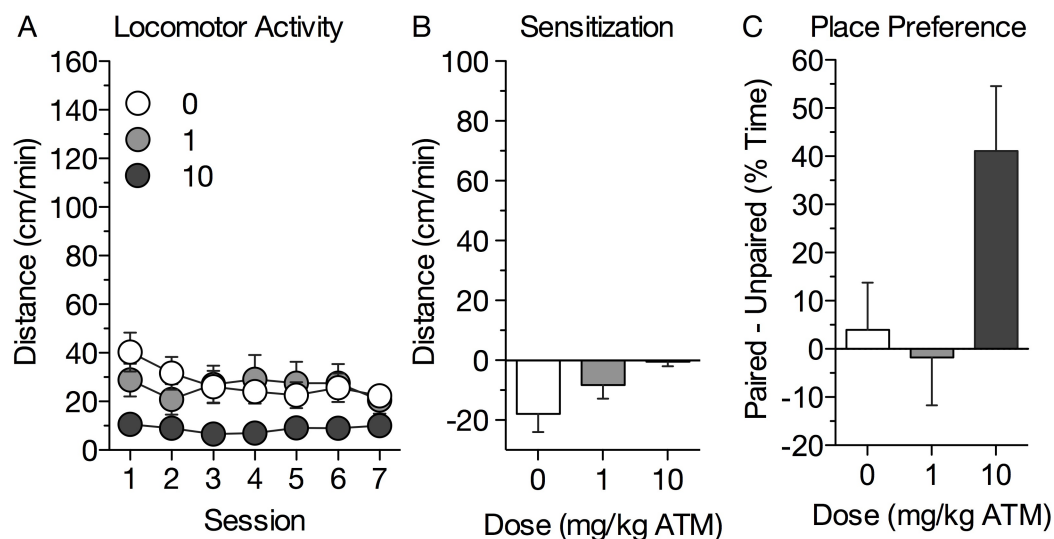 A Locomotor Activity
Distance (cm/min)
160
140
120
100
80
60
40
20
0
0
1
10
1 2 3 4 5 6 7
Session
B Sensitization
Distance (cm/min)
100
80
60
40
20
0
-20
0 1 10
Dose (mg/kg ATM)
C Place Preference
Paired - Unpaired (% Time)
60
50
40
30
20
10
0
-10
-20
0 1 10
Dose (mg/kg ATM)